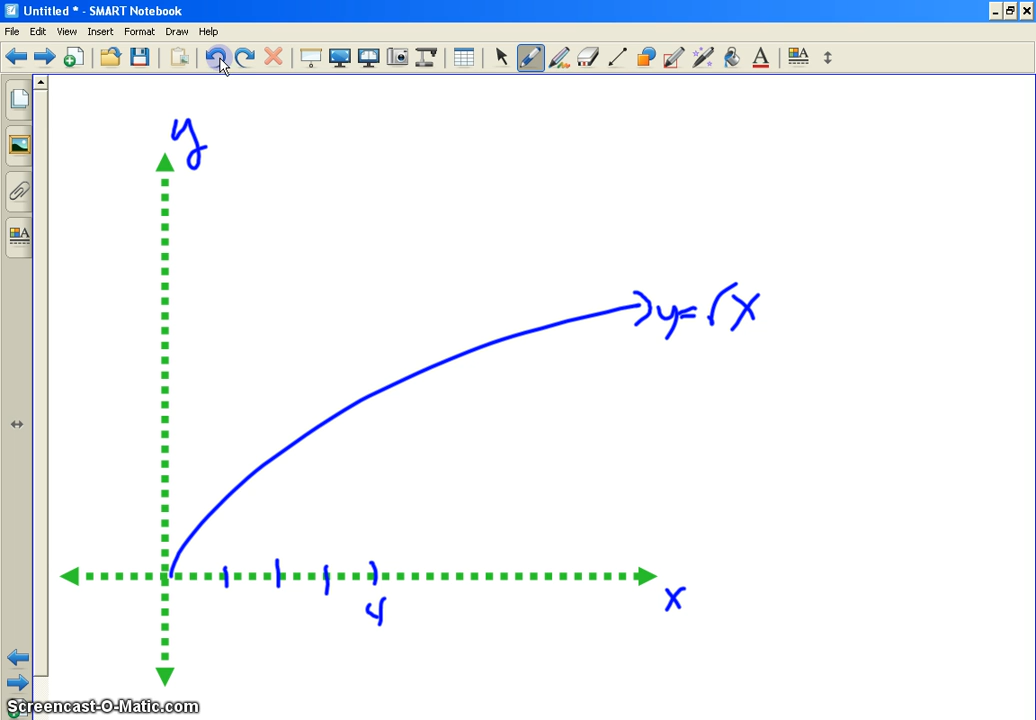 Untitled * - SMART Notebook
File Edit View Insert Format Draw Help
y
y=√x
4
x
Screencast-O-Matic.com